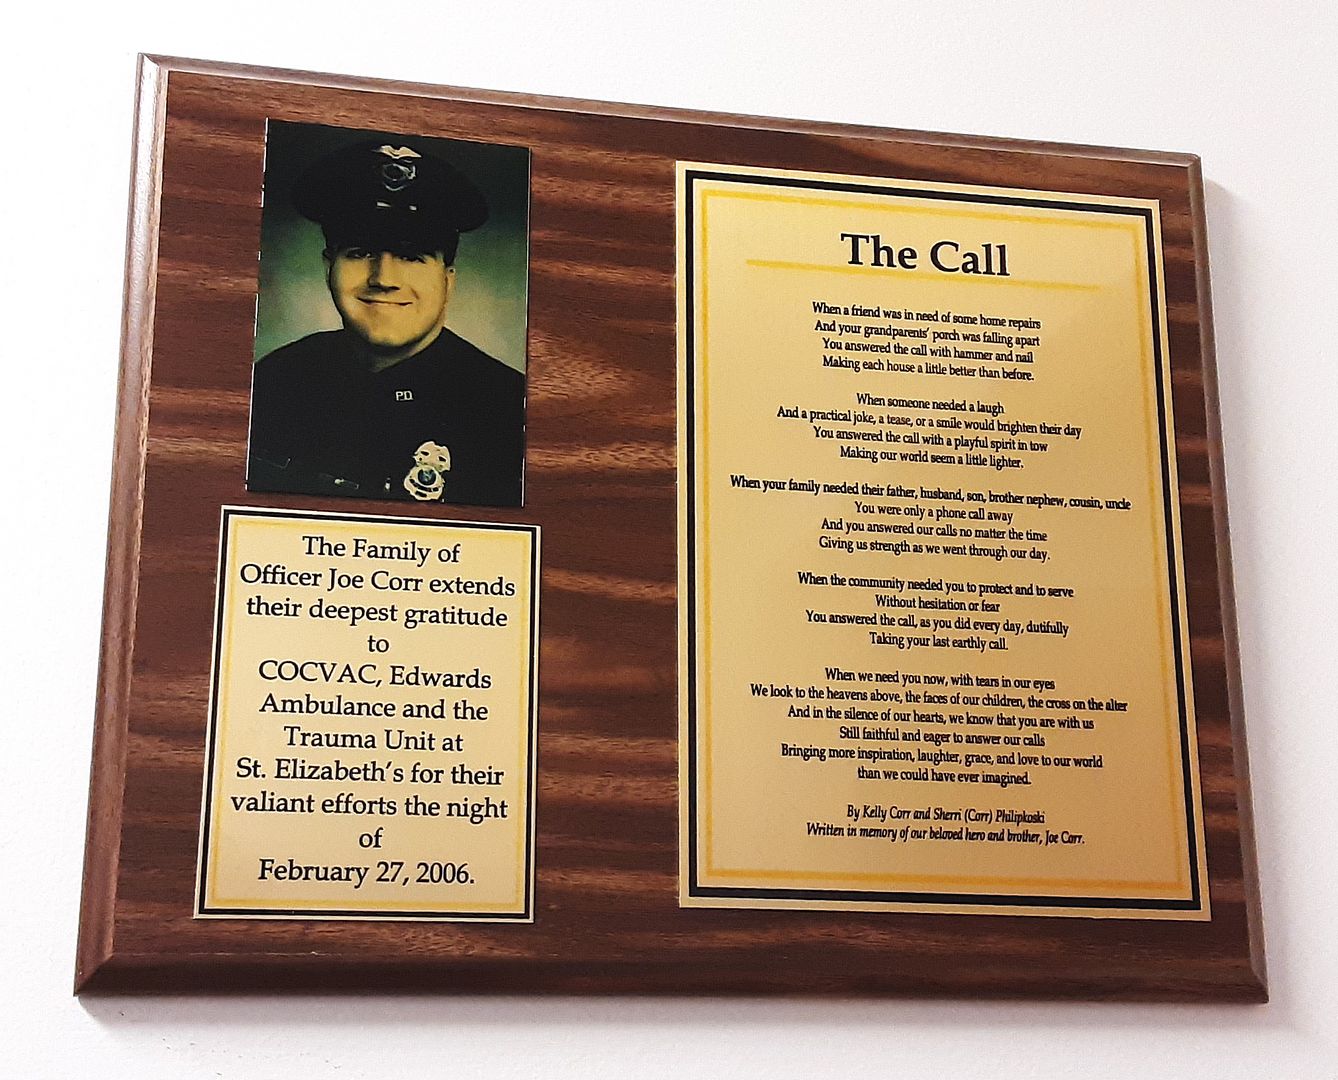 PD
The Family of
Officer Joe Corr extends
their deepest gratitude
to
COCVAC, Edwards
Ambulance and the
Trauma Unit at
St. Elizabeth's for their
valiant efforts the night
of
February 27, 2006.
The Call
When a friend was in need of some home repairs
And your grandparents' porch was falling apart
You answered the call with hammer and nail
Making each house a little better than before.
When someone needed a laugh
And a practical joke, a tease, or a smile would brighten their day
You answered the call with a playful spirit in tow
Making our world seem a little lighter.
When your family needed their father, husband, son, brother nephew, cousin, uncle
You were only a phone call away
And you answered our calls no matter the time
Giving us strength as we went through our day.
When the community needed you to protect and to serve
Without hesitation or fear
You answered the call, as you did every day, dutifully
Taking your last earthly call.
When we need you now, with tears in our eyes
We look to the heavens above, the faces of our children, the cross on the alter
And in the silence of our hearts, we know that you are with us
Still faithful and eager to answer our calls
Bringing more inspiration, laughter, grace, and love to our world
than we could have ever imagined.
By Kelly Corr and Sherri (Corr) Philipkoski
Written in memory of our beloved hero and brother, Joe Corr.